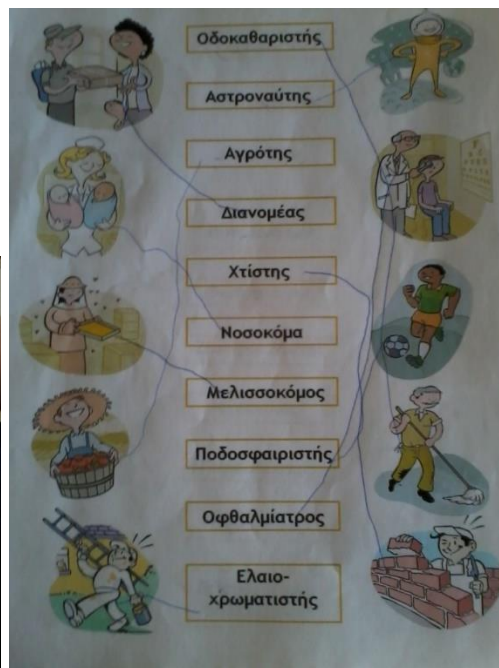 Οδοκαθαριστής
Αστροναύτης
Αγρότης
Διανομέας
Χτίστης
Νοσοκόμα
Μελισσοκόμος
Ποδοσφαιριστής
Οφθαλμίατρος
Ελαιο-
χρωματιστής